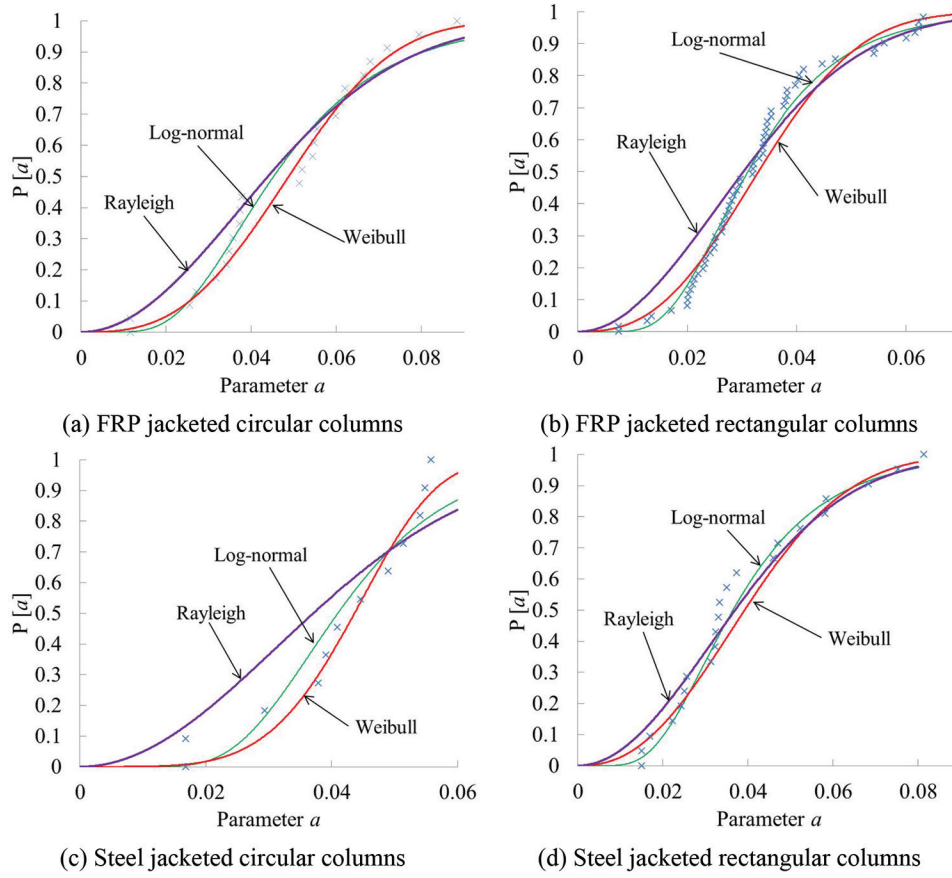 1
0.9
0.8
0.7
0.6
0.5
0.4
0.3
0.2
0.1
0
P [a]
Log-normal
Rayleigh
Weibull
0 0.02 0.04 0.06 0.08
Parameter a
(a) FRP jacketed circular columns
1
0.9
0.8
0.7
0.6
0.5
0.4
0.3
0.2
0.1
0
P [a]
Log-normal
Rayleigh
Weibull
0 0.02 0.04 0.06
Parameter a
(b) FRP jacketed rectangular columns
1
0.9
0.8
0.7
0.6
0.5
0.4
0.3
0.2
0.1
0
P [a]
Log-normal
Rayleigh
Weibull
0 0.02 0.04 0.06
Parameter a
(c) Steel jacketed circular columns
1
0.9
0.8
0.7
0.6
0.5
0.4
0.3
0.2
0.1
0
P [a]
Log-normal
Rayleigh
Weibull
0 0.02 0.04 0.06 0.08
Parameter a
(d) Steel jacketed rectangular columns